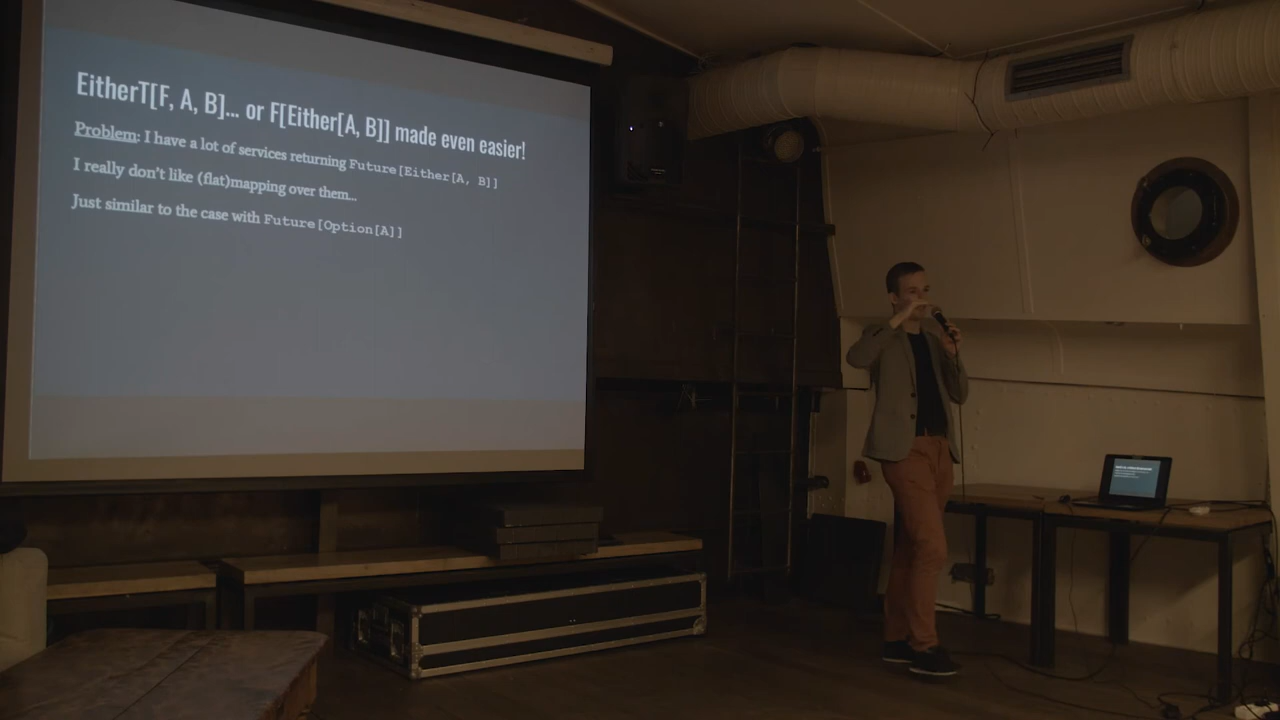 EitherT[F, A, B]... or F[Either[A, B]] made even easier!
Problem: I have a lot of services returning Future[Either[A, B]]
I really don't like (flat)mapping over them...
Just similar to the case with Future[Option[A]]